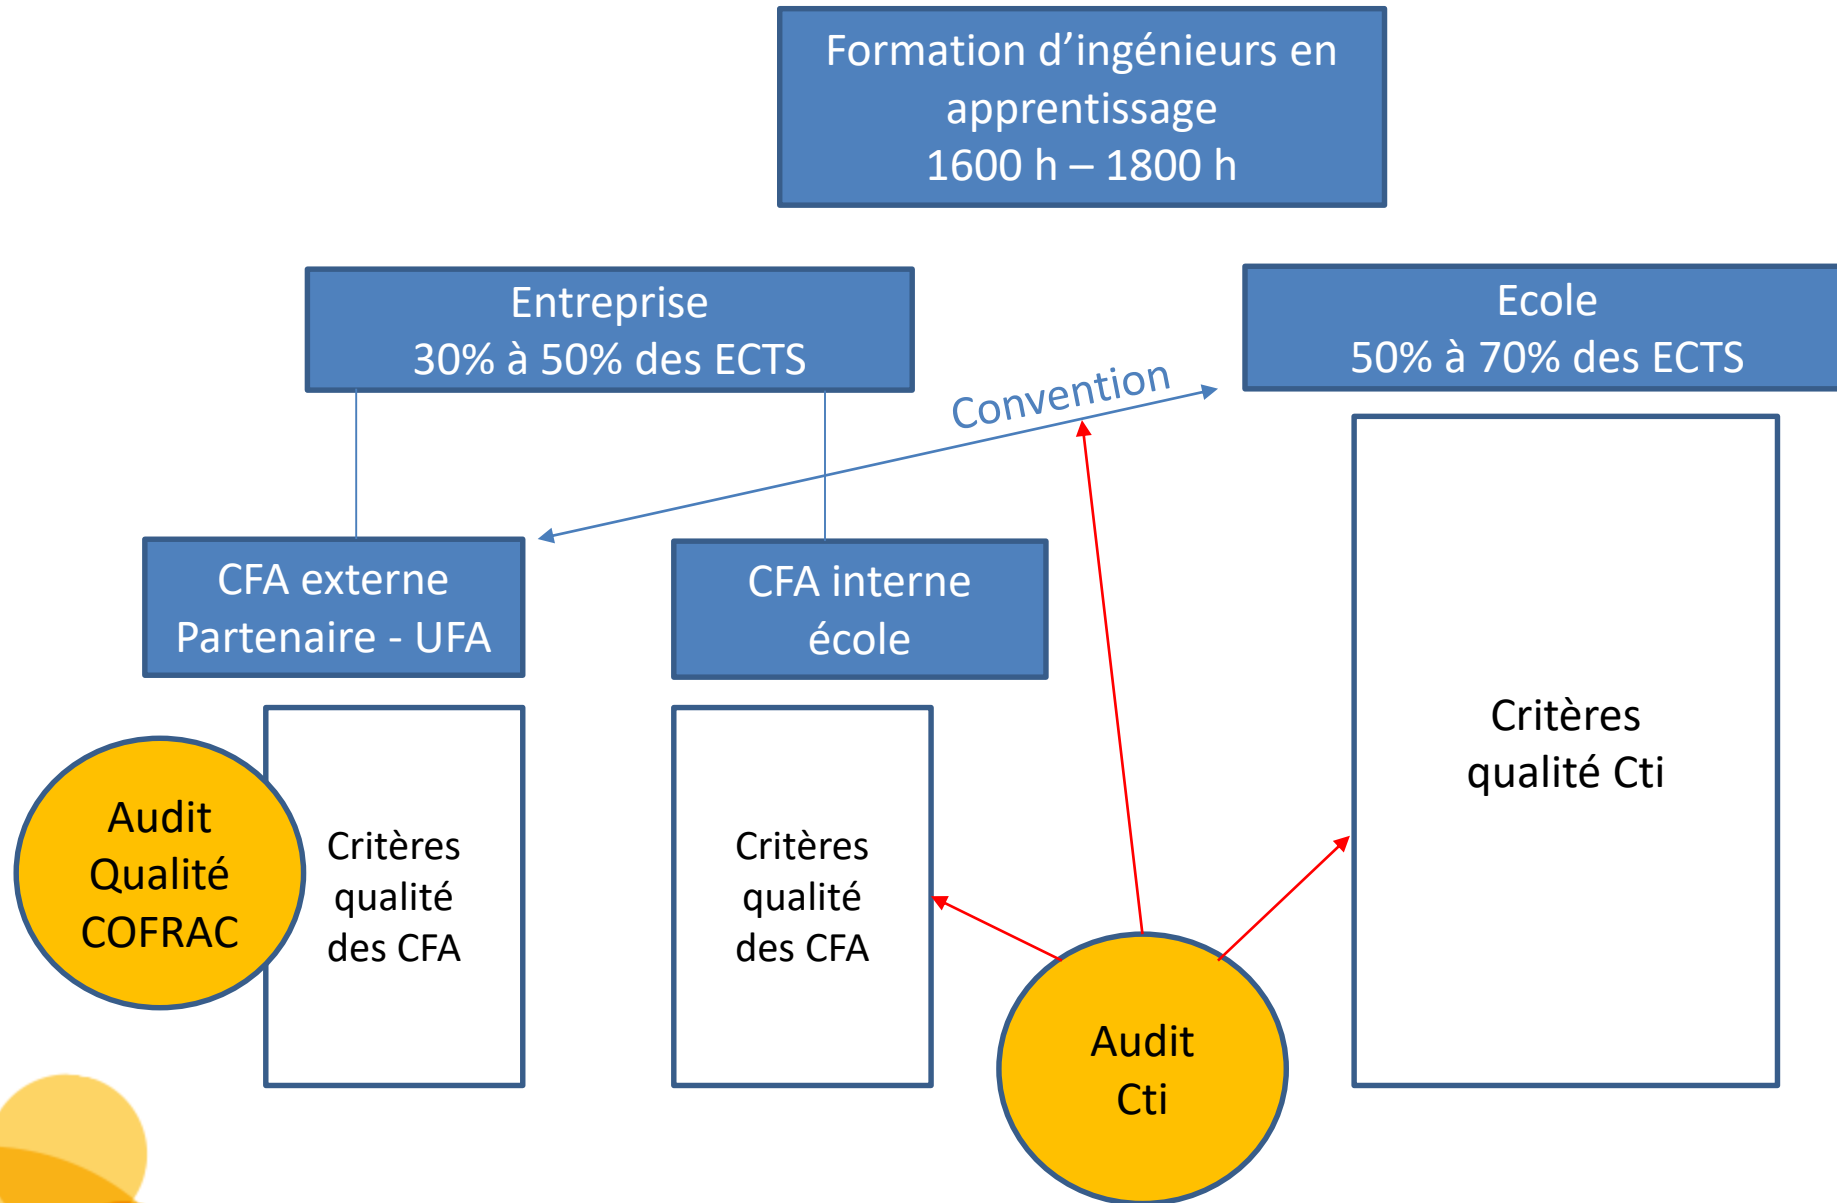 Formation d’ingénieurs en
apprentissage
1600 h – 1800 h
Entreprise
30% à 50% des ECTS
Ecole
50% à 70% des ECTS
Convention
CFA externe
Partenaire - UFA
CFA interne
école
Audit
Qualité
COFRAC
Critères
qualité
des CFA
Critères
qualité
des CFA
Audit
Cti
Critères
qualité Cti